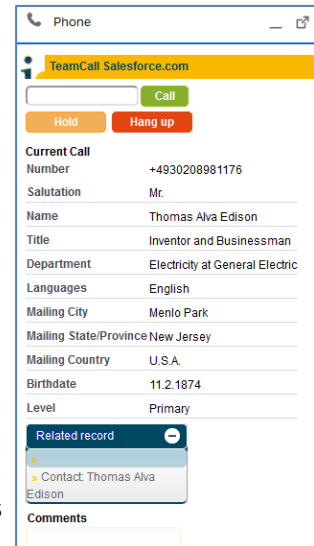 Phone
TeamCall Salesforce.com
Call
Hold Hang up
Current Call
Number +4930208981176
Salutation Mr.
Name Thomas Alva Edison
Title Inventor and Businessman
Department Electricity at General Electric
Languages English
Mailing City Menlo Park
Mailing State/Province New Jersey
Mailing Country U.S.A.
Birthdate 11.2.1874
Level Primary
Related record
»
» Contact: Thomas Alva
Edison
s
Comments